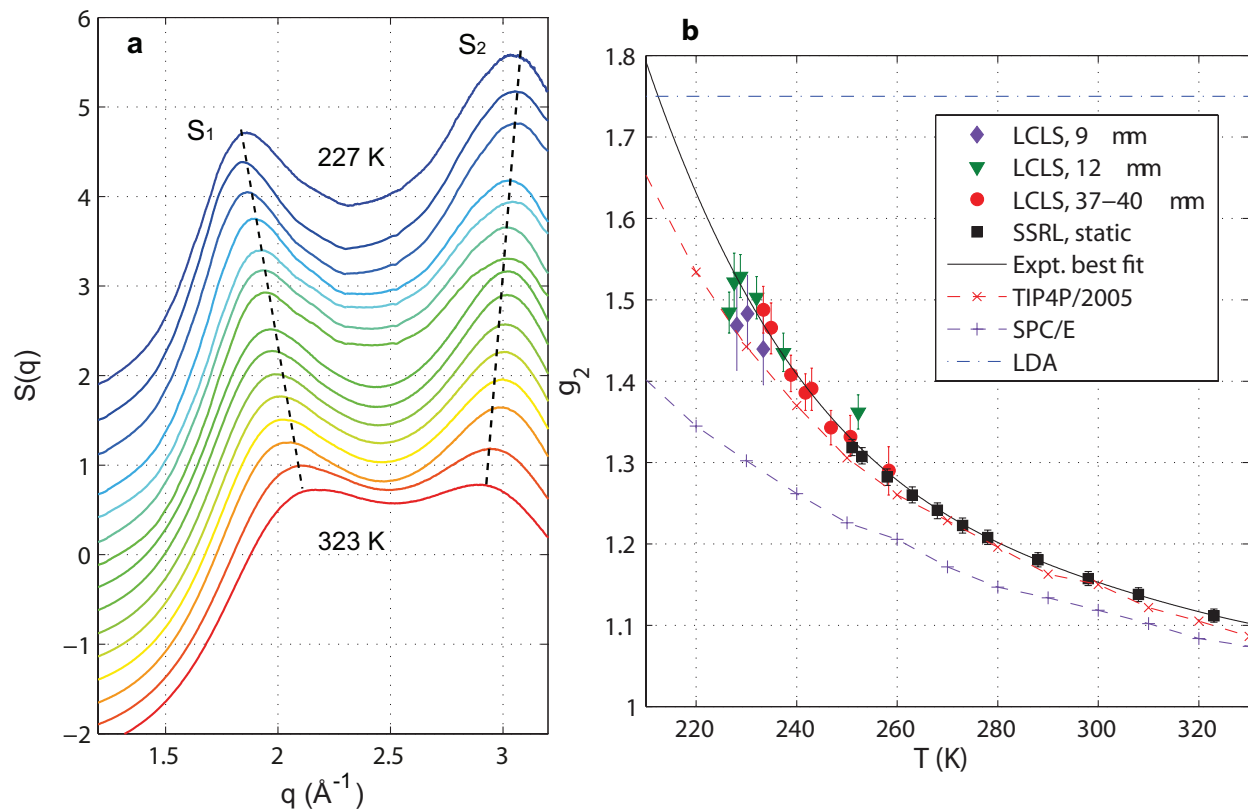 a
S₁
S₂
227 K
323 K
6
5
4
3
2
1
0
−1
−2
1.5
2
2.5
3
S(q)
q (Å⁻¹)
b
1.8
1.7
1.6
1.5
1.4
1.3
1.2
1.1
1
220
240
260
280
300
320
g₂
T (K)
LCLS, 9 mm
LCLS, 12 mm
LCLS, 37−40 mm
SSRL, static
Expt. best fit
TIP4P/2005
SPC/E
LDA